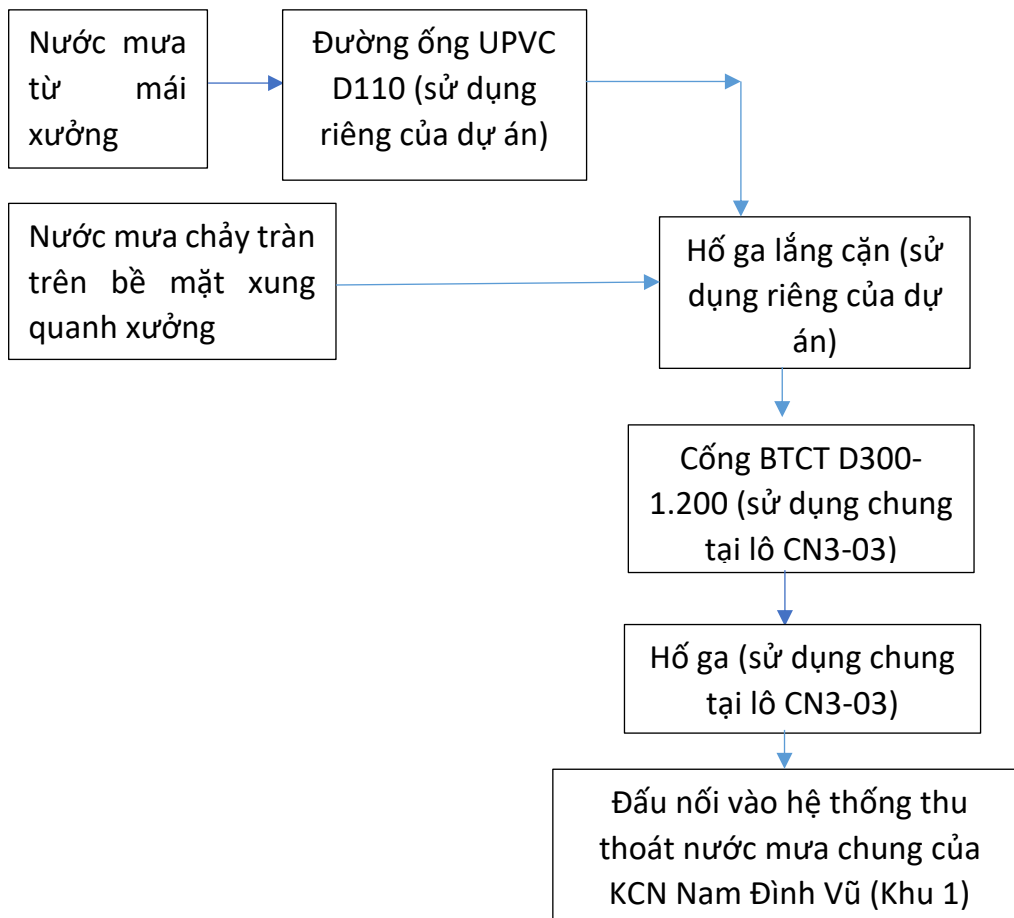 Nước mưa
từ mái
xưởng
Đường ống UPVC
D110 (sử dụng
riêng của dự án)
Nước mưa chảy tràn
trên bề mặt xung
quanh xưởng
Hố ga lắng cặn (sử
dụng riêng của dự
án)
Cống BTCT D300-
1.200 (sử dụng chung
tại lô CN3-03)
Hố ga (sử dụng chung
tại lô CN3-03)
Đấu nối vào hệ thống thu
thoát nước mưa chung của
KCN Nam Đình Vũ (Khu 1)